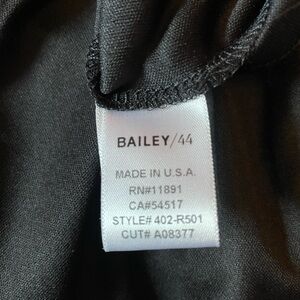 BAILEY/44
MADE IN U.S.A.
RN#11891
CA#54517
STYLE# 402-R501
CUT# A08377